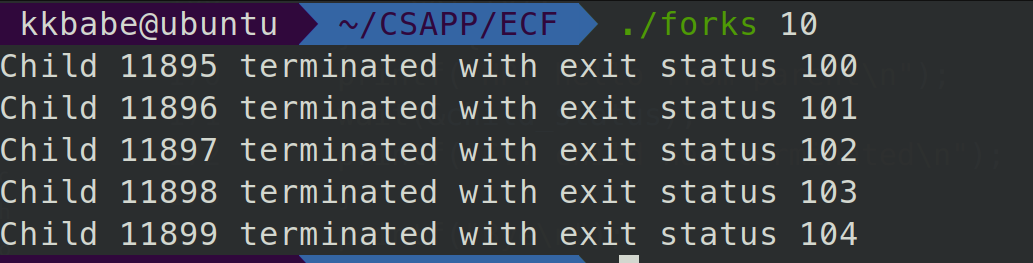 kkbabe@ubuntu ~/CSAPP/ECF ./forks 10
Child 11895 terminated with exit status 100
Child 11896 terminated with exit status 101
Child 11897 terminated with exit status 102
Child 11898 terminated with exit status 103
Child 11899 terminated with exit status 104